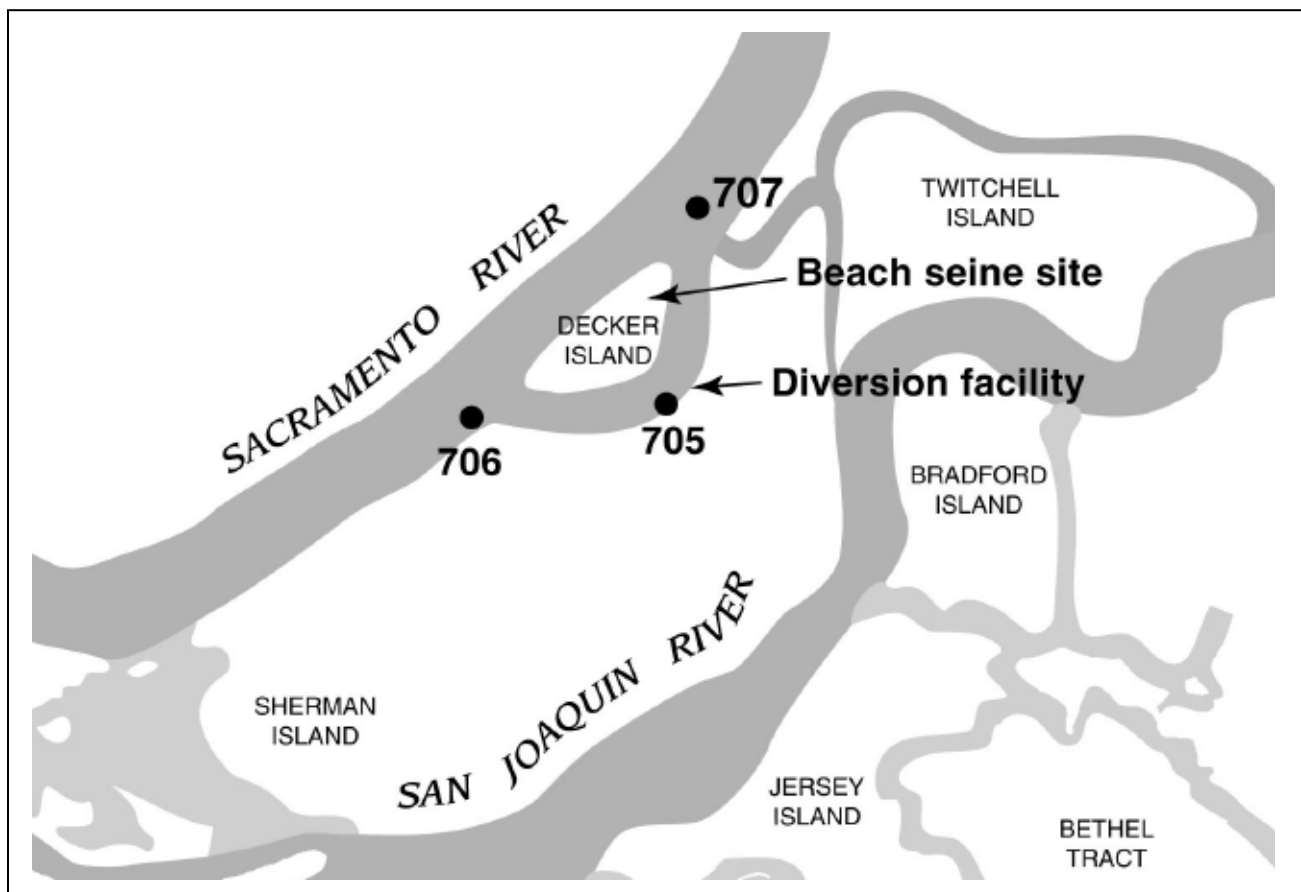 707
TWITCHELL
ISLAND
SACRAMENTO RIVER
Beach seine site
DECKER
ISLAND
Diversion facility
706
705
BRADFORD
ISLAND
SHERMAN
ISLAND
SAN JOAQUIN RIVER
JERSEY
ISLAND
BETHEL
TRACT